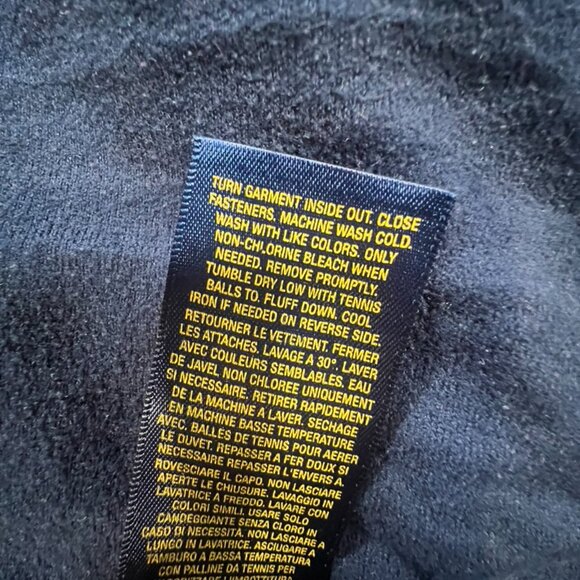 TURN GARMENT INSIDE OUT. CLOSE
FASTENERS. MACHINE WASH COLD.
WASH WITH LIKE COLORS. ONLY
NON-CHLORINE BLEACH WHEN
NEEDED. REMOVE PROMPTLY.
TUMBLE DRY LOW WITH TENNIS
BALLS TO. FLUFF DOWN. COOL
IRON IF NEEDED ON REVERSE SIDE.
RETOURNER LE VETEMENT. FERMER
LES ATTACHES. LAVAGE A 30°. LAVER
AVEC COULEURS SEMBLABLES. EAU
DE JAVEL NON CHLOREE UNIQUEMENT
SI NECESSAIRE. RETIRER RAPIDEMENT
DE LA MACHINE A LAVER. SECHAGE
EN MACHINE BASSE TEMPERATURE
AVEC. BALLES DE TENNIS POUR AERER
LE DUVET. REPASSER A FER DOUX SI
NECESSAIRE REPASSER L'ENVERS A.
ROVESCIARE IL CAPO. NON LASCIARE
APERTE LE CHIUSURE. LAVAGGIO IN
LAVATRICE A FREDDO. LAVARE CON
COLORI SIMILI. USARE SOLO
CANDEGGIANTE SENZA CLORO IN
CASO DI NECESSITÀ. NON LASCIARE A
LUNGO IN LAVATRICE. ASCIUGARE A
TAMBURO A BASSA TEMPERATURA
CON PALLINE DA TENNIS PER